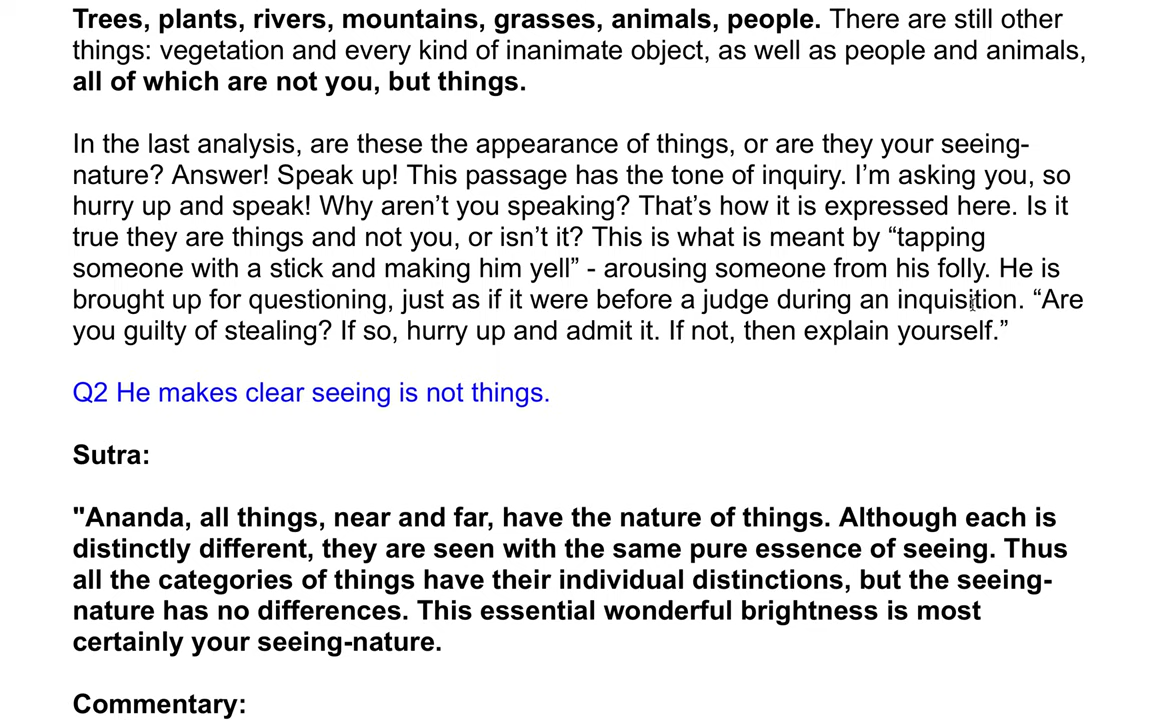 Trees, plants, rivers, mountains, grasses, animals, people. There are still other
things: vegetation and every kind of inanimate object, as well as people and animals,
all of which are not you, but things.
In the last analysis, are these the appearance of things, or are they your seeing-
nature? Answer! Speak up! This passage has the tone of inquiry. I’m asking you, so
hurry up and speak! Why aren’t you speaking? That’s how it is expressed here. Is it
true they are things and not you, or isn’t it? This is what is meant by “tapping
someone with a stick and making him yell” - arousing someone from his folly. He is
brought up for questioning, just as if it were before a judge during an inquisition. “Are
you guilty of stealing? If so, hurry up and admit it. If not, then explain yourself.”
Q2 He makes clear seeing is not things.
Sutra:
"Ananda, all things, near and far, have the nature of things. Although each is
distinctly different, they are seen with the same pure essence of seeing. Thus
all the categories of things have their individual distinctions, but the seeing-
nature has no differences. This essential wonderful brightness is most
certainly your seeing-nature.
Commentary: